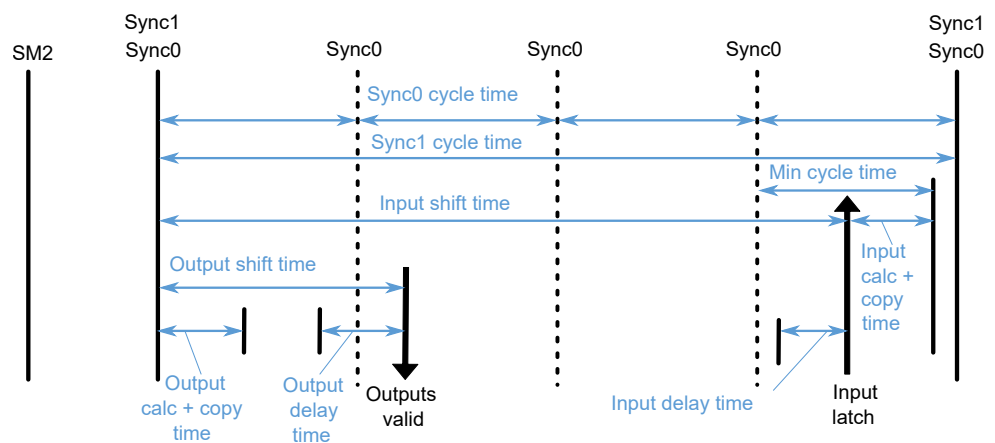 Sync1
Sync1
SM2
Sync0
Sync0
Sync0
Sync0
Sync0
Sync0 cycle time
Sync1 cycle time
Min cycle time
Input shift time
Output shift time
Input
calc +
copy
time
Output
calc + copy
time
Output
delay
time
Outputs
valid
Input delay time
Input
latch